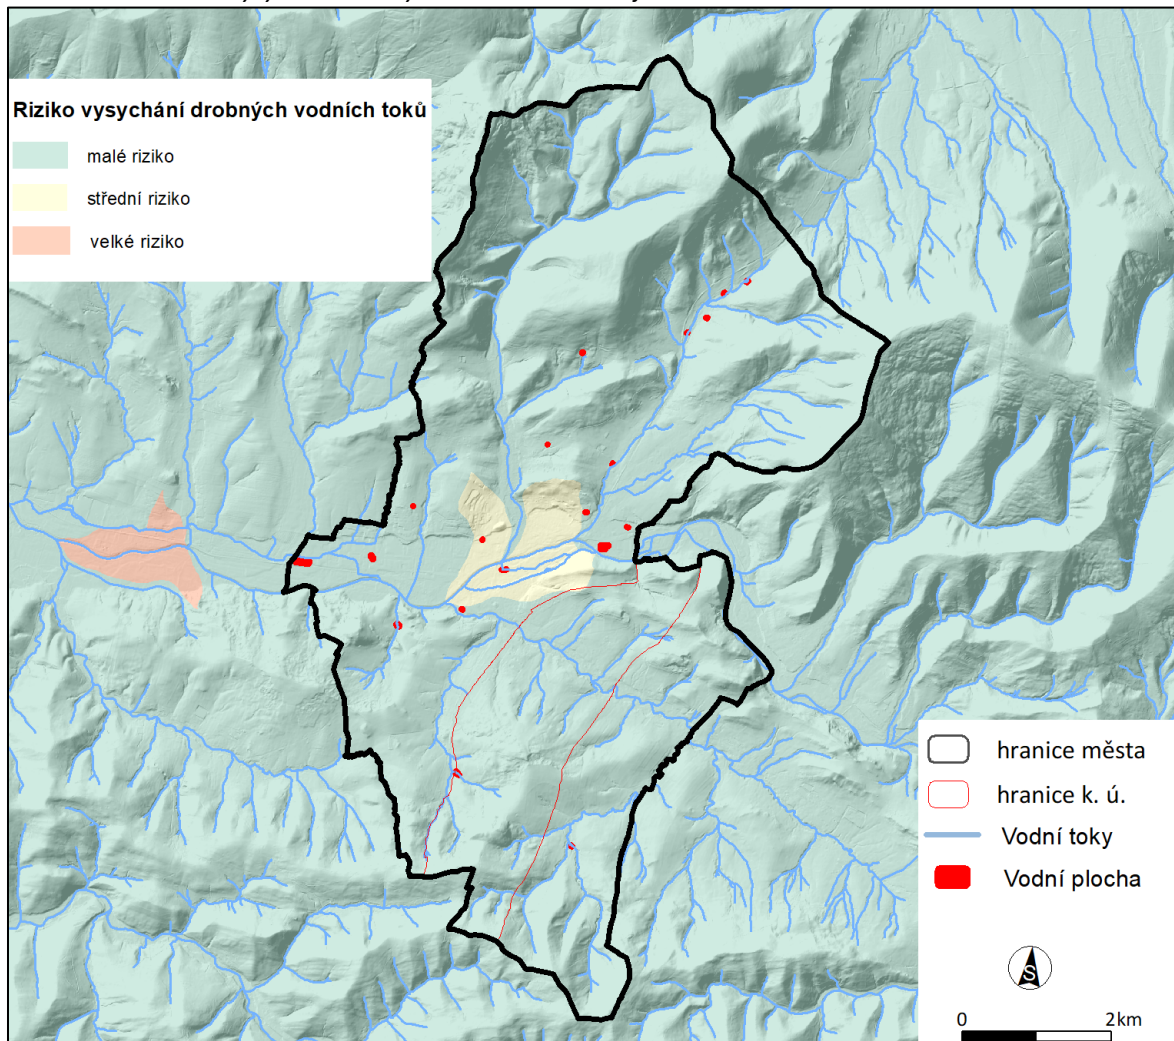 Riziko vysychání drobných vodních toků
malé riziko
střední riziko
velké riziko
hranice města
hranice k. ú.
Vodní toky
Vodní plocha
S
0 2km